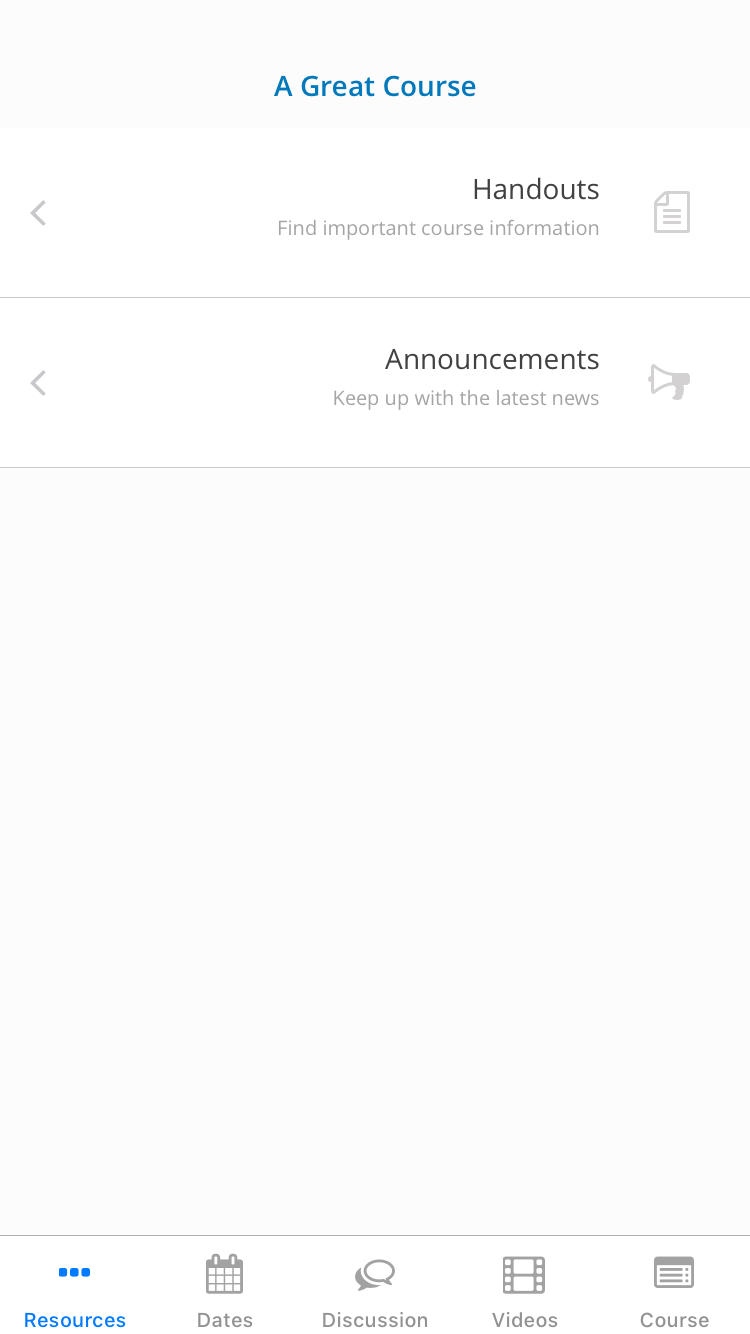 A Great Course
Handouts
Find important course information
Announcements
Keep up with the latest news
Resources
Dates
Discussion
Videos
Course